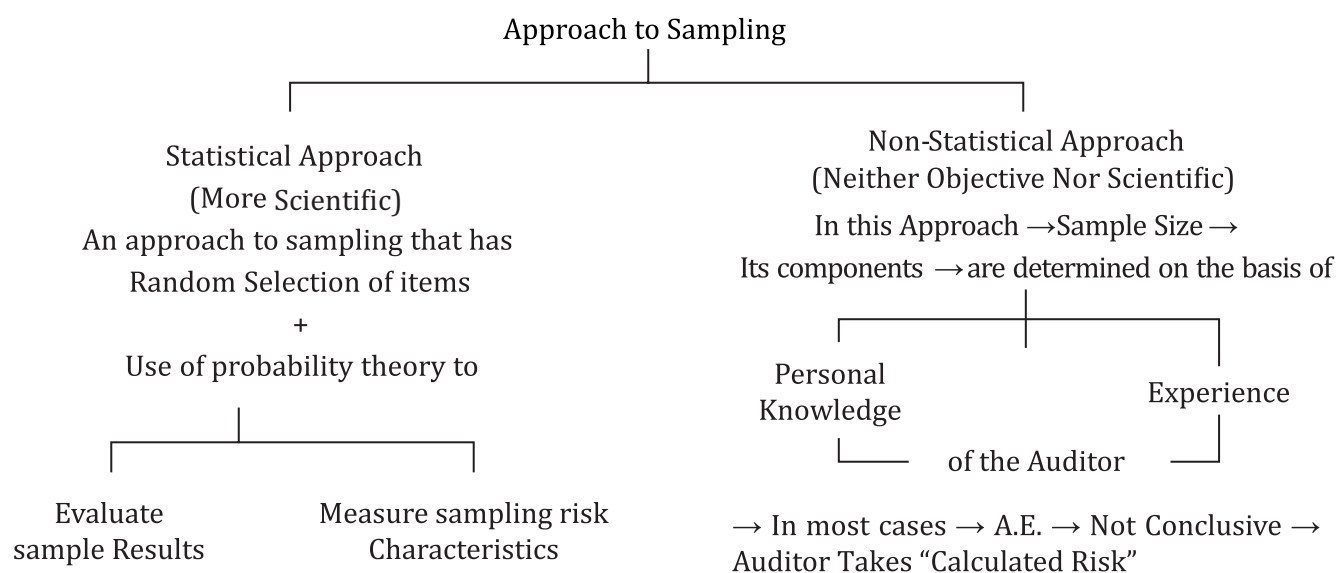 Approach to Sampling
Statistical Approach
(More Scientific)
An approach to sampling that has
Random Selection of items
+
Use of probability theory to
Evaluate
sample Results
Measure sampling risk
Characteristics
Non-Statistical Approach
(Neither Objective Nor Scientific)
In this Approach → Sample Size →
Its components → are determined on the basis of
Personal
Knowledge
Experience
of the Auditor
→ In most cases → A.E. → Not Conclusive →
Auditor Takes “Calculated Risk”